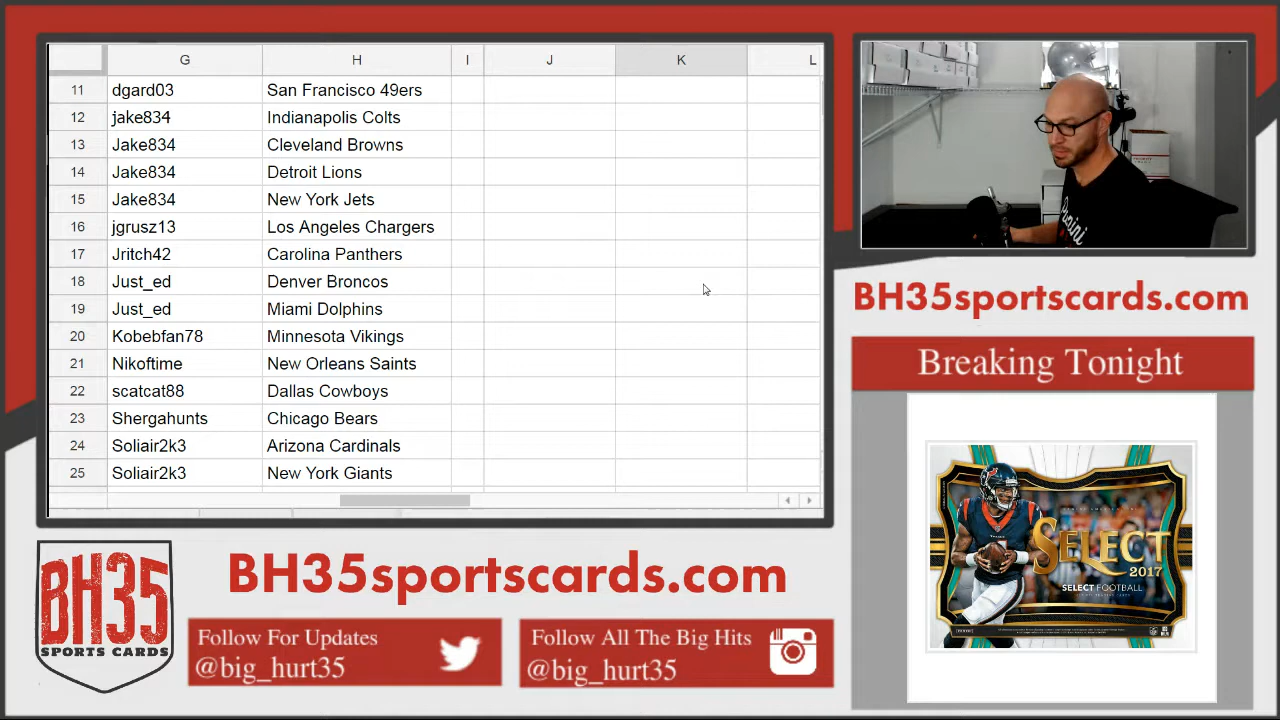 G H I J K L
11 dgard03 San Francisco 49ers
12 jake834 Indianapolis Colts
13 Jake834 Cleveland Browns
14 Jake834 Detroit Lions
15 Jake834 New York Jets
16 jgrusz13 Los Angeles Chargers
17 Jritch42 Carolina Panthers
18 Just_ed Denver Broncos
19 Just_ed Miami Dolphins
20 Kobebfan78 Minnesota Vikings
21 Nikoftime New Orleans Saints
22 scatcat88 Dallas Cowboys
23 Shergahunts Chicago Bears
24 Soliair2k3 Arizona Cardinals
25 Soliair2k3 New York Giants
Panini
BH35sportscards.com
Breaking Tonight
SELECT
2017
SELECT FOOTBALL
BH35
SPORTS CARDS
BH35sportscards.com
Follow For Updates
@big_hurt35
Follow All The Big Hits
@big_hurt35